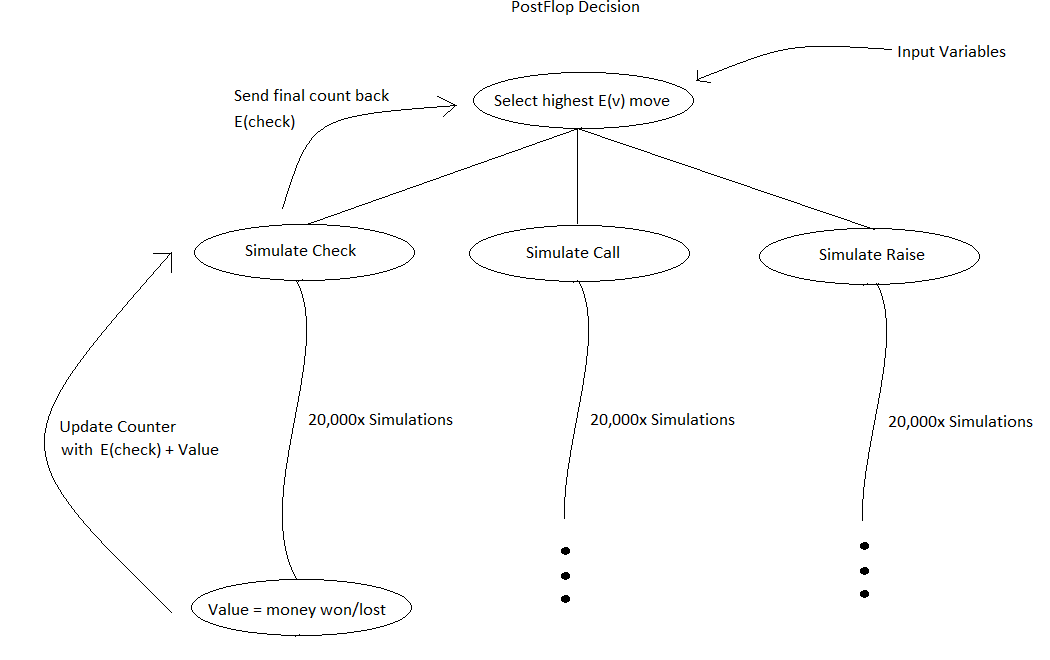 PostFlop Decision
Input Variables
Select highest E(v) move
Send final count back
E(check)
Simulate Check
Simulate Call
Simulate Raise
20,000x Simulations
20,000x Simulations
20,000x Simulations
Update Counter
with E(check) + Value
Value = money won/lost